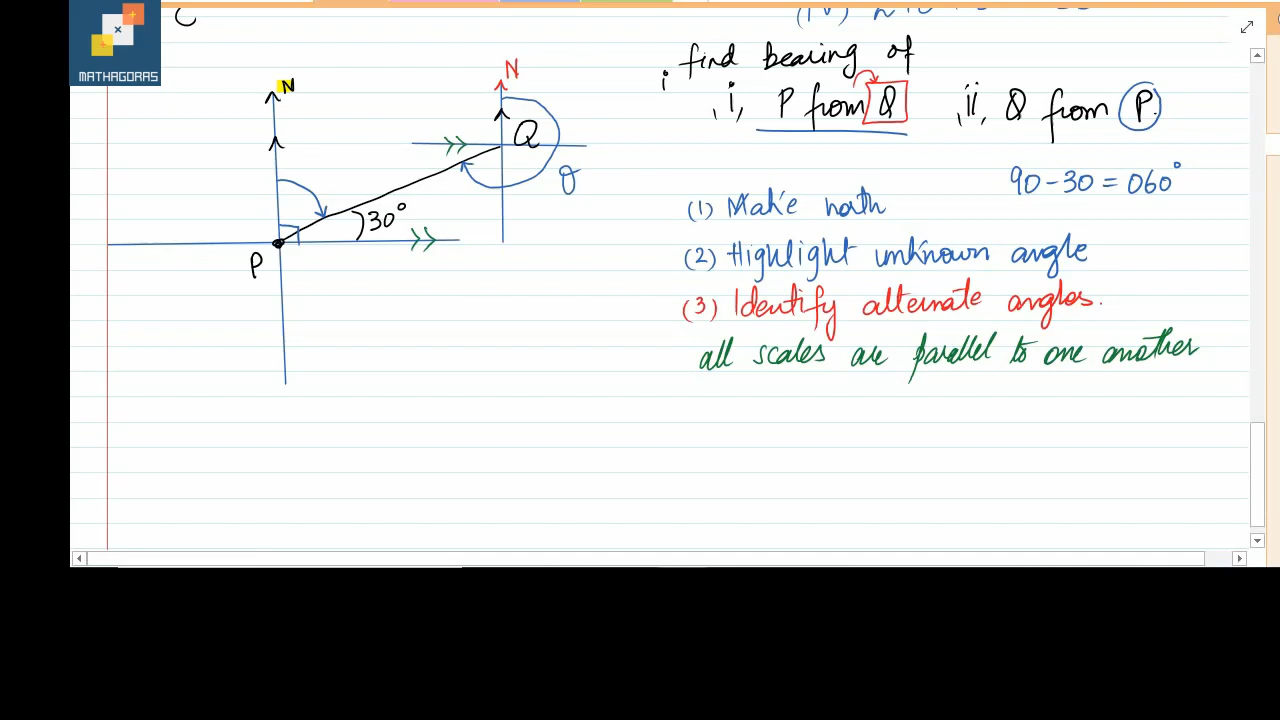 MATHAGORAS
find bearing of
i, P from Q ii, Q from P.
90-30 = 060°
(1) Make north
(2) Highlight unknown angle
(3) Identify alternate angles.
all scales are parallel to one another
N
N
Q
θ
30°
P